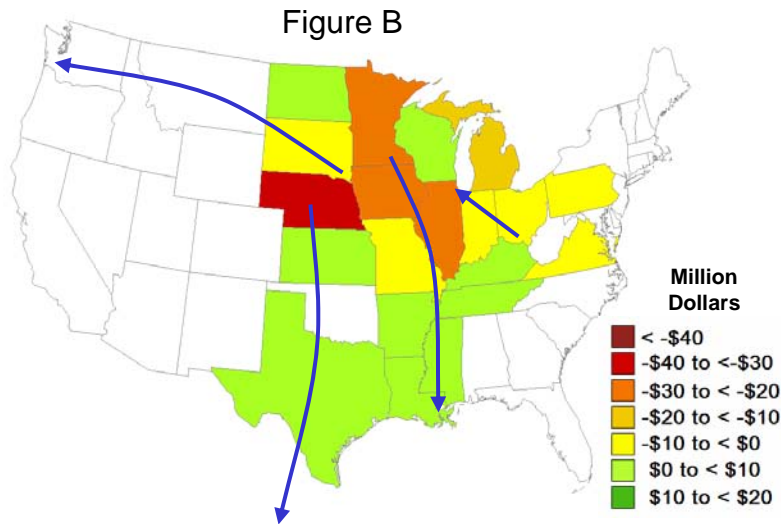 Figure B
Million
Dollars
< -$40
-$40 to <-$30
-$30 to < -$20
-$20 to < -$10
-$10 to < $0
$0 to < $10
$10 to < $20